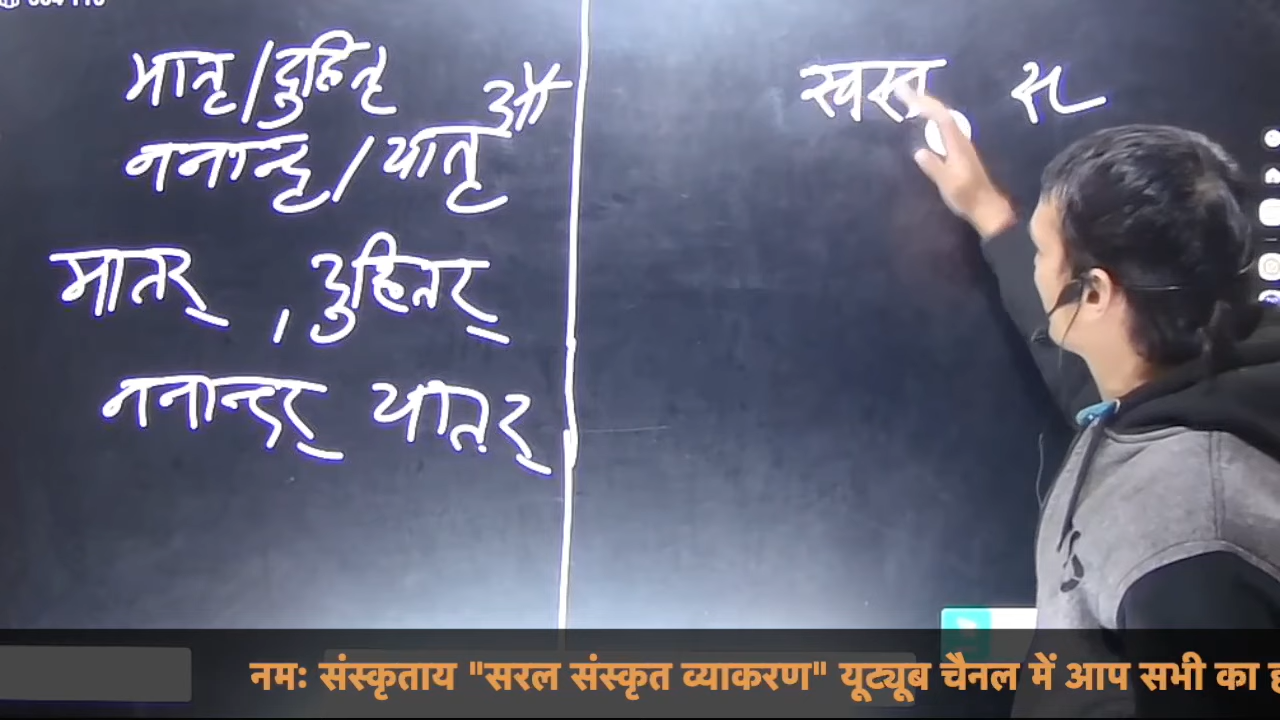 मातृ/दुहितृ औ
ननान्दृ/यातृ
मातर् , दुहितर्
ननान्दर् यातर्
स्वसृ
नमः संस्कृताय "सरल संस्कृत व्याकरण" यूट्यूब चैनल में आप सभी का